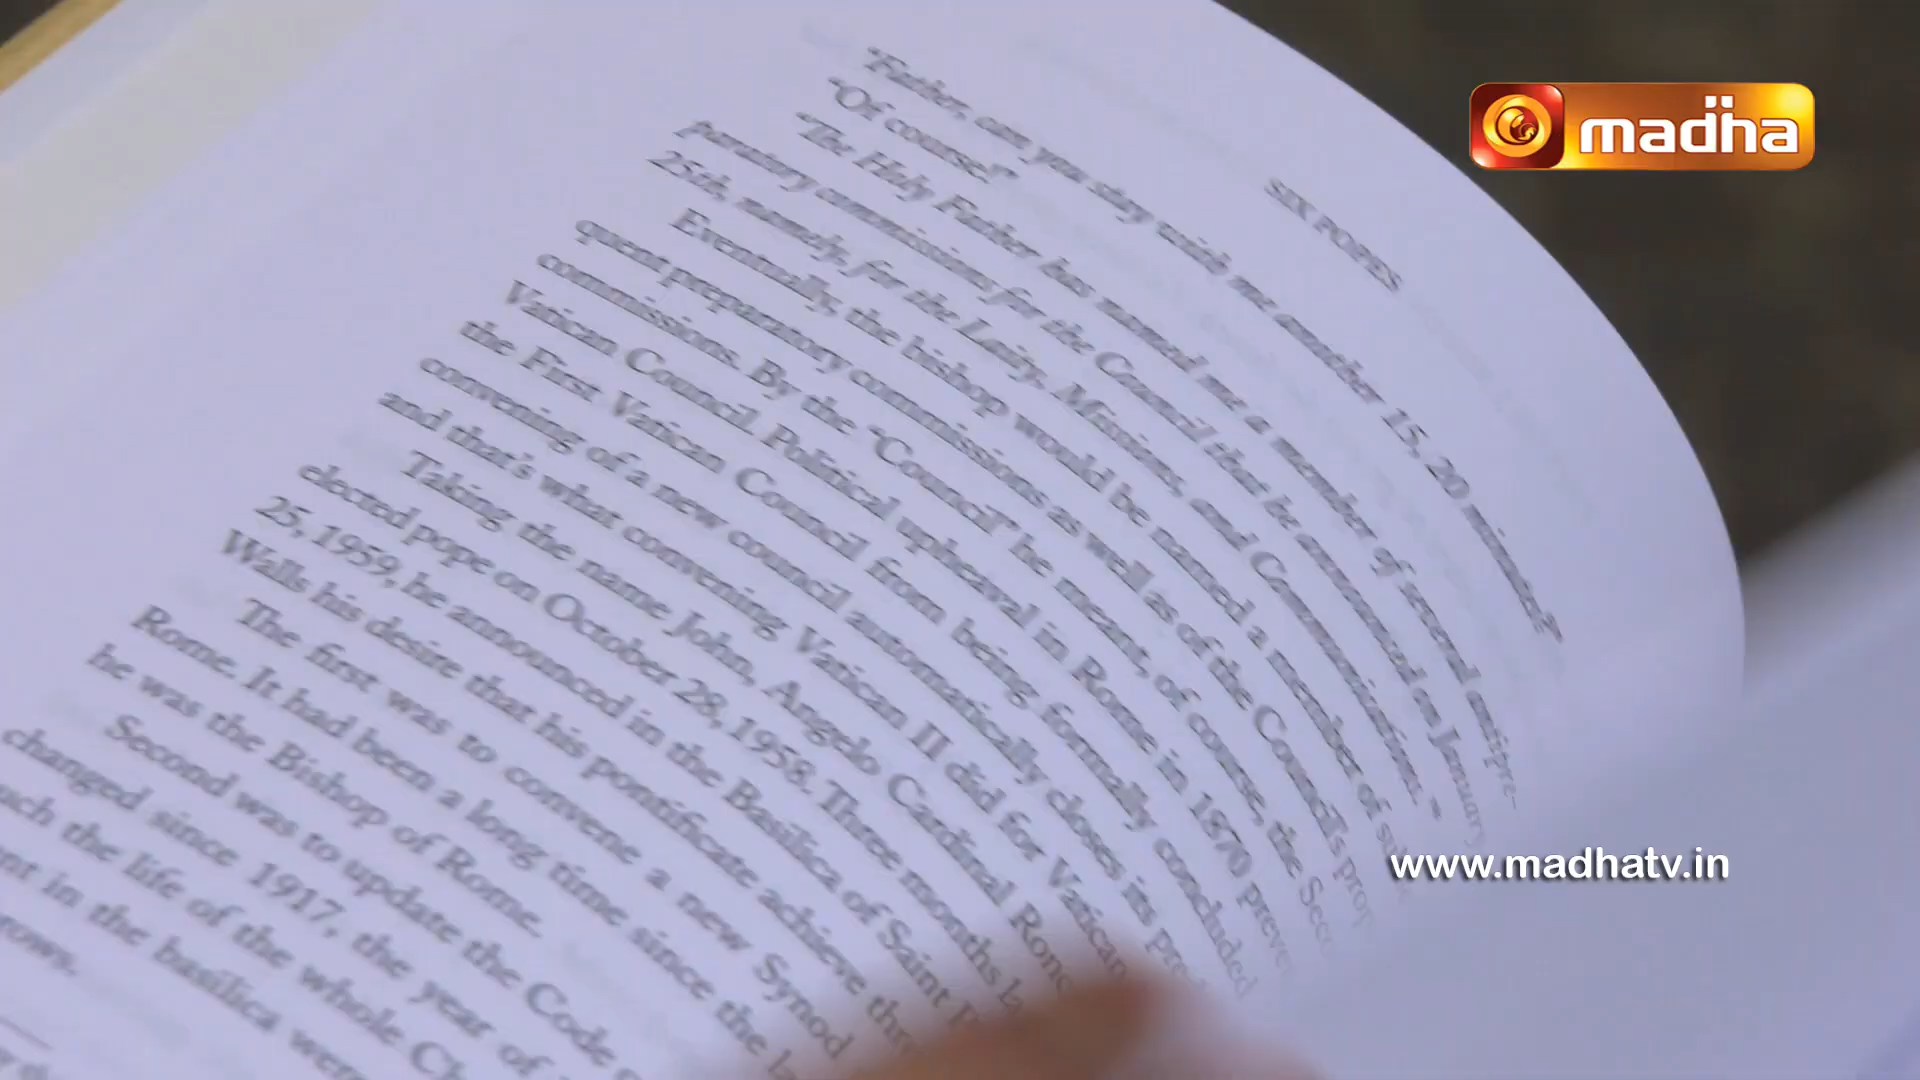 madha
SIX POPES
"Father, can you stay with me another 15, 20 minutes?"
"Of course!"
"The Holy Father has named me a member of several antipre-
paratory commissions for the Council that be announced on January
25th, namely, for the Laity, Missions, and Communications."
Eventually, the bishop would be named a member of
quent preparatory commissions as well as of the Council's
commissions. By the "Council" he meant, of course, the
Vatican Council. Political upheaval in Rome in 1870
the First Vatican Council from being formally concluded
convening of a new council automatically closes its
and that's what convening Vatican II did for Vatican
Taking the name John, Angelo Cardinal
elected pope on October 28, 1958. Three months
25, 1959, he announced in the Basilica of Saint
Walls his desire that his pontificate achieve
The first was to convene a new Synod
Rome. It had been a long time since the
he was the Bishop of Rome.
Second was to update the Code
changed since 1917, the year of
the life of the whole
in the basilica were
www.madhatv.in